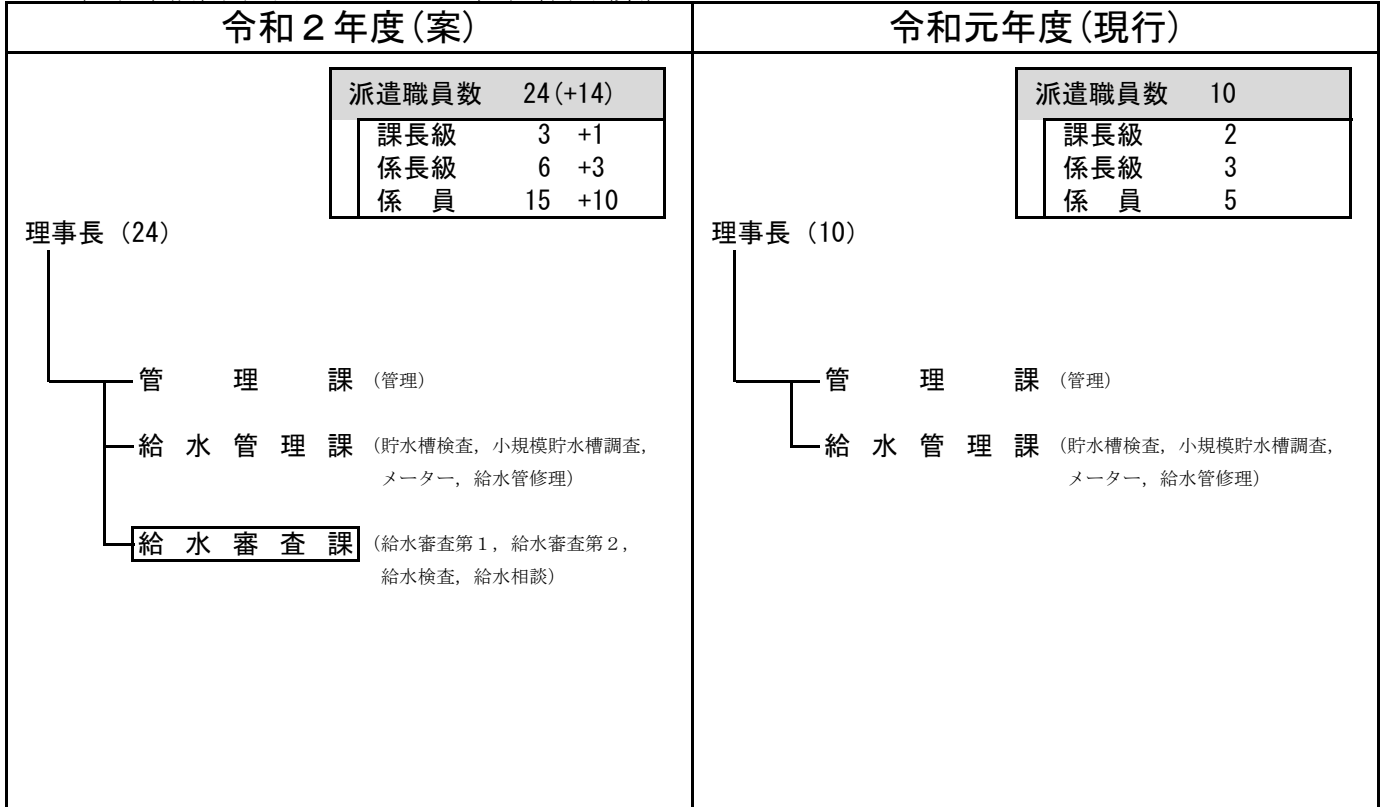 令和２年度(案)
派遣職員数 24(+14)
課長級 3 +1
係長級 6 +3
係　員 15 +10
理事長（24）
管　理　課（管理）
給水管理課（貯水槽検査，小規模貯水槽調査，
メーター，給水管修理）
給水審査課（給水審査第１，給水審査第２，
給水検査，給水相談）
令和元年度(現行)
派遣職員数 10
課長級 2
係長級 3
係　員 5
理事長（10）
管　理　課（管理）
給水管理課（貯水槽検査，小規模貯水槽調査，
メーター，給水管修理）